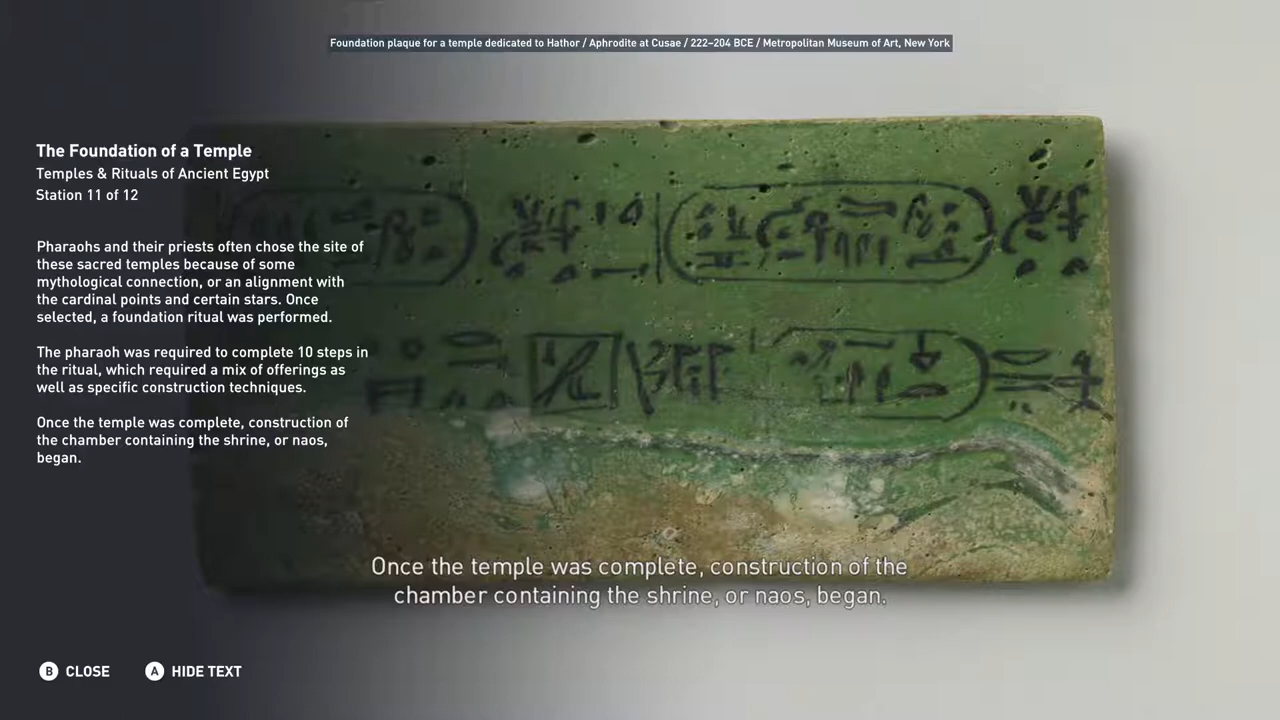 Foundation plaque for a temple dedicated to Hathor / Aphrodite at Cusae / 222–204 BCE / Metropolitan Museum of Art, New York
The Foundation of a Temple
Temples & Rituals of Ancient Egypt
Station 11 of 12
Pharaohs and their priests often chose the site of
these sacred temples because of some
mythological connection, or an alignment with
the cardinal points and certain stars. Once
selected, a foundation ritual was performed.
The pharaoh was required to complete 10 steps in
the ritual, which required a mix of offerings as
well as specific construction techniques.
Once the temple was complete, construction of
the chamber containing the shrine, or naos,
began.
Once the temple was complete, construction of the
chamber containing the shrine, or naos, began.
B CLOSE
A HIDE TEXT